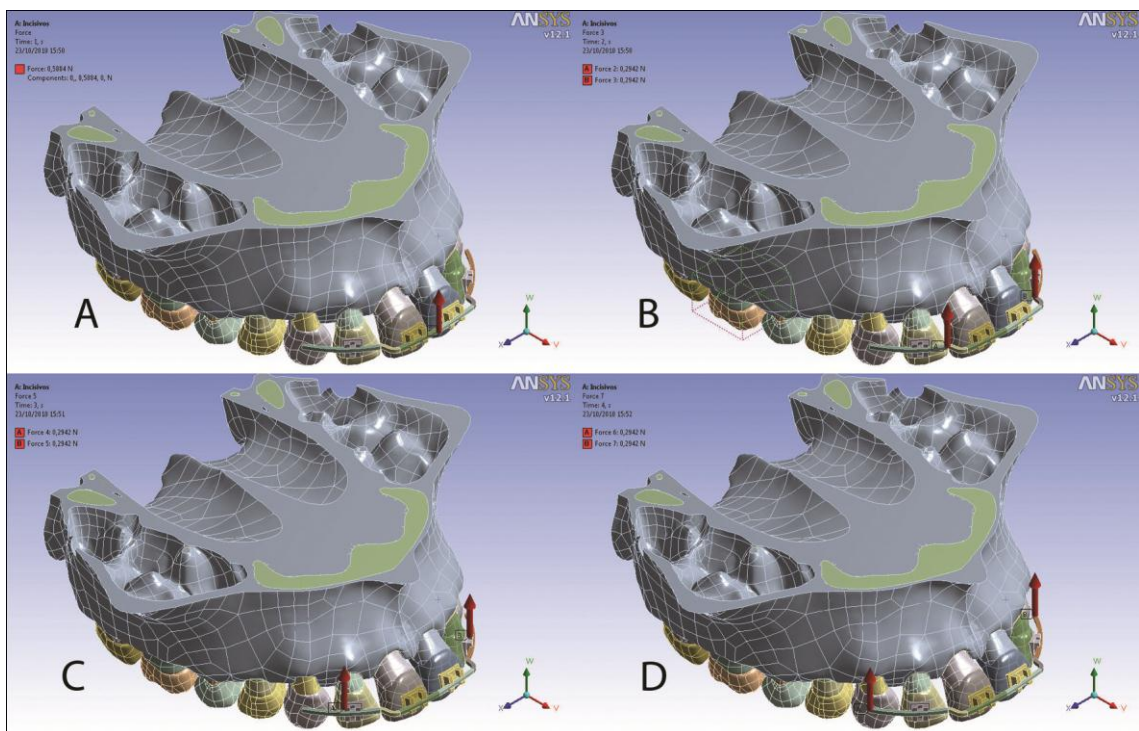 A: Incisivos
Force
Time: 1, s
23/10/2010 15:50
Force: 0,5884 N
Components: 0,, 0,5884, 0, N
ANSYS
v12.1
A
W
X
Y
A: Incisivos
Force 3
Time: 2, s
23/10/2010 15:50
A Force 2: 0,2942 N
B Force 3: 0,2942 N
ANSYS
v12.1
B
W
X
Y
A: Incisivos
Force 5
Time: 3, s
23/10/2010 15:51
A Force 4: 0,2942 N
B Force 5: 0,2942 N
ANSYS
v12.1
C
W
X
Y
A: Incisivos
Force 7
Time: 4, s
23/10/2010 15:52
A Force 6: 0,2942 N
B Force 7: 0,2942 N
ANSYS
v12.1
D
W
X
Y